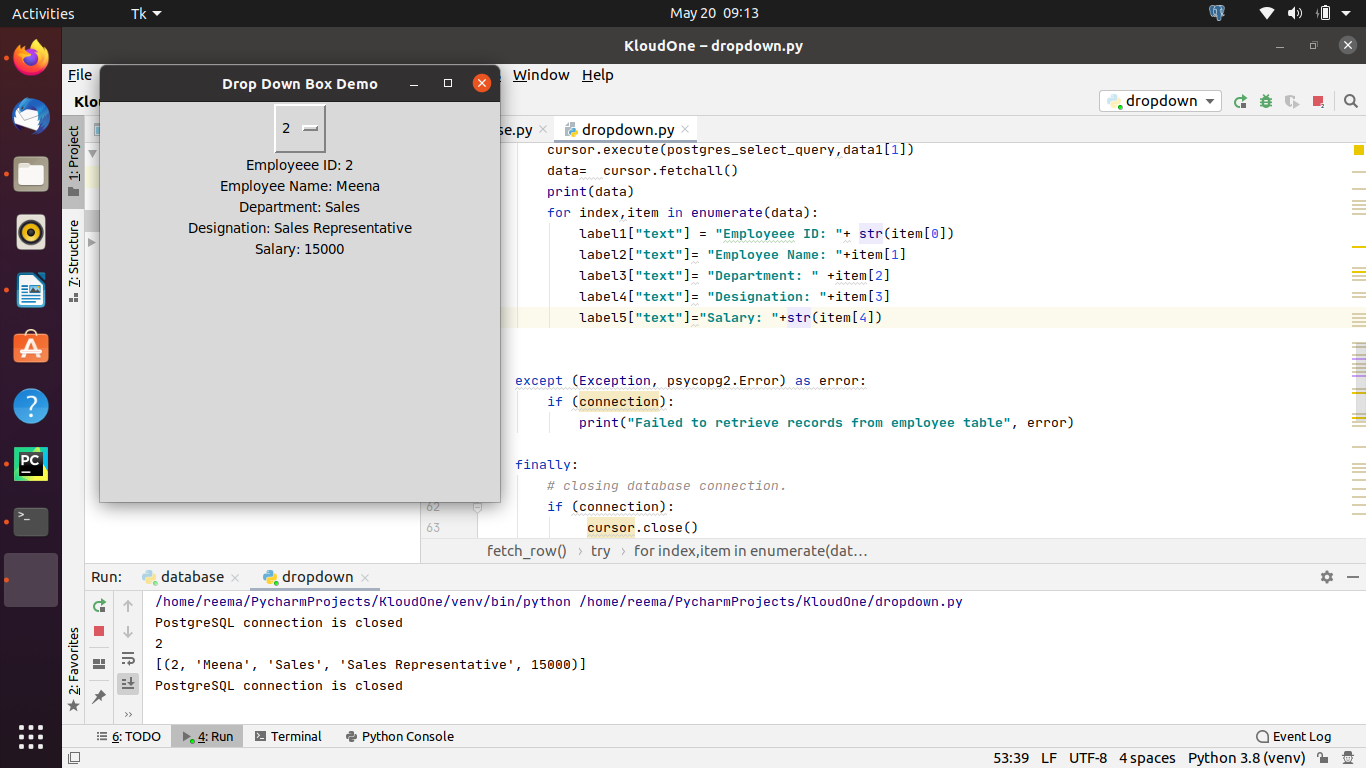 Activities
Tk
May 20 09:13
KloudOne – dropdown.py
File
Window
Help
Drop Down Box Demo
2
Employeee ID: 2
Employee Name: Meena
Department: Sales
Designation: Sales Representative
Salary: 15000
dropdown
dropdown.py
1: Project
7: Structure
2: Favorites
cursor.execute(postgres_select_query,data1[1])
data=  cursor.fetchall()
print(data)
for index,item in enumerate(data):
label1["text"] = "Employeee ID: "+ str(item[0])
label2["text"]= "Employee Name: "+item[1]
label3["text"]= "Department: " +item[2]
label4["text"]= "Designation: "+item[3]
label5["text"]="Salary: "+str(item[4])
except (Exception, psycopg2.Error) as error:
if (connection):
print("Failed to retrieve records from employee table", error)
finally:
# closing database connection.
62 if (connection):
63 cursor.close()
fetch_row() › try › for index,item in enumerate(dat…
Run: database dropdown
/home/reema/PycharmProjects/KloudOne/venv/bin/python /home/reema/PycharmProjects/KloudOne/dropdown.py
PostgreSQL connection is closed
2
[(2, 'Meena', 'Sales', 'Sales Representative', 15000)]
PostgreSQL connection is closed
6: TODO 4: Run Terminal Python Console Event Log
53:39 LF UTF-8 4 spaces Python 3.8 (venv)